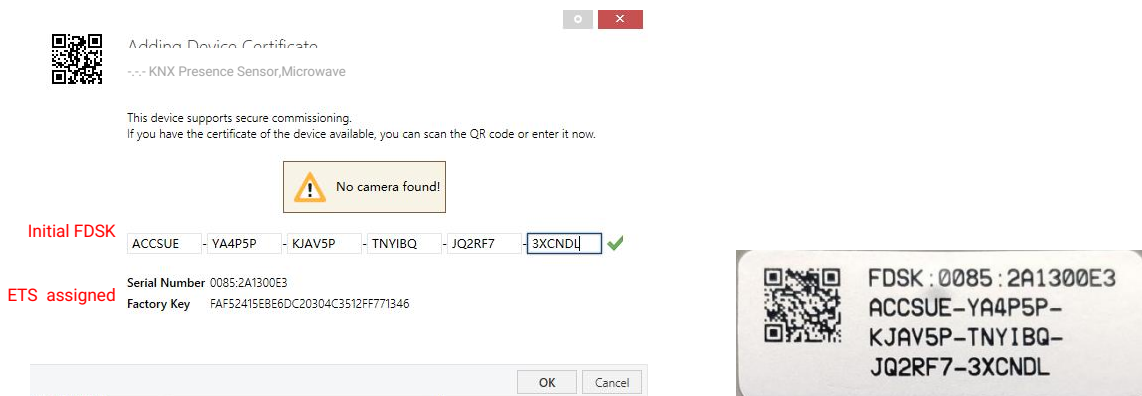 Adding Device Certificate
-.-.- KNX Presence Sensor,Microwave
This device supports secure commissioning.
If you have the certificate of the device available, you can scan the QR code or enter it now.
No camera found!
Initial FDSK
ACCSUE - YA4P5P - KJAV5P - TNYIBQ - JQ2RF7 - 3XCNDL
ETS assigned
Serial Number 0085:2A1300E3
Factory Key FAF52415EBE6DC20304C3512FF771346
OK
Cancel
FDSK:0085:2A1300E3
ACCSUE-YA4P5P-
KJAV5P-TNYIBQ-
JQ2RF7-3XCNDL